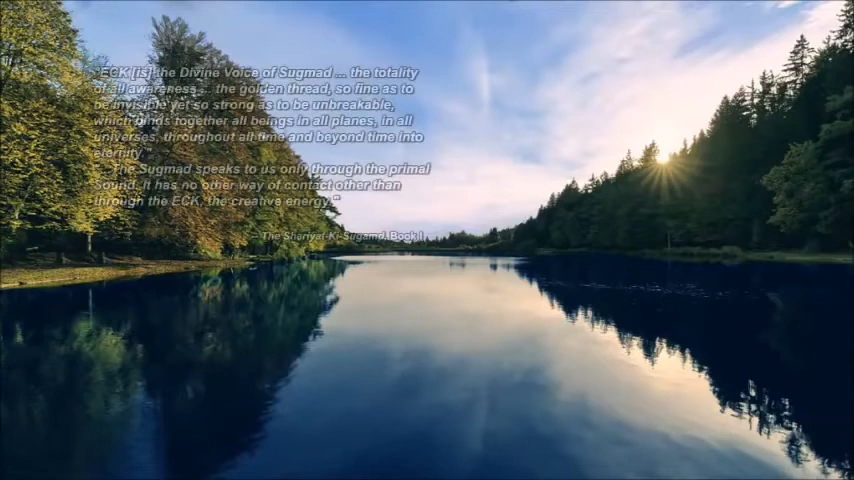 "ECK [is] the Divine Voice of Sugmad ... the totality
of all awareness ... the golden thread, so fine as to
be invisible yet so strong as to be unbreakable,
which binds together all beings in all planes, in all
universes, throughout all time and beyond time into
eternity.
"The Sugmad speaks to us only through the primal
Sound. It has no other way of contact other than
through the ECK, the creative energy."
The Shariyat-Ki-Sugamd, Book I